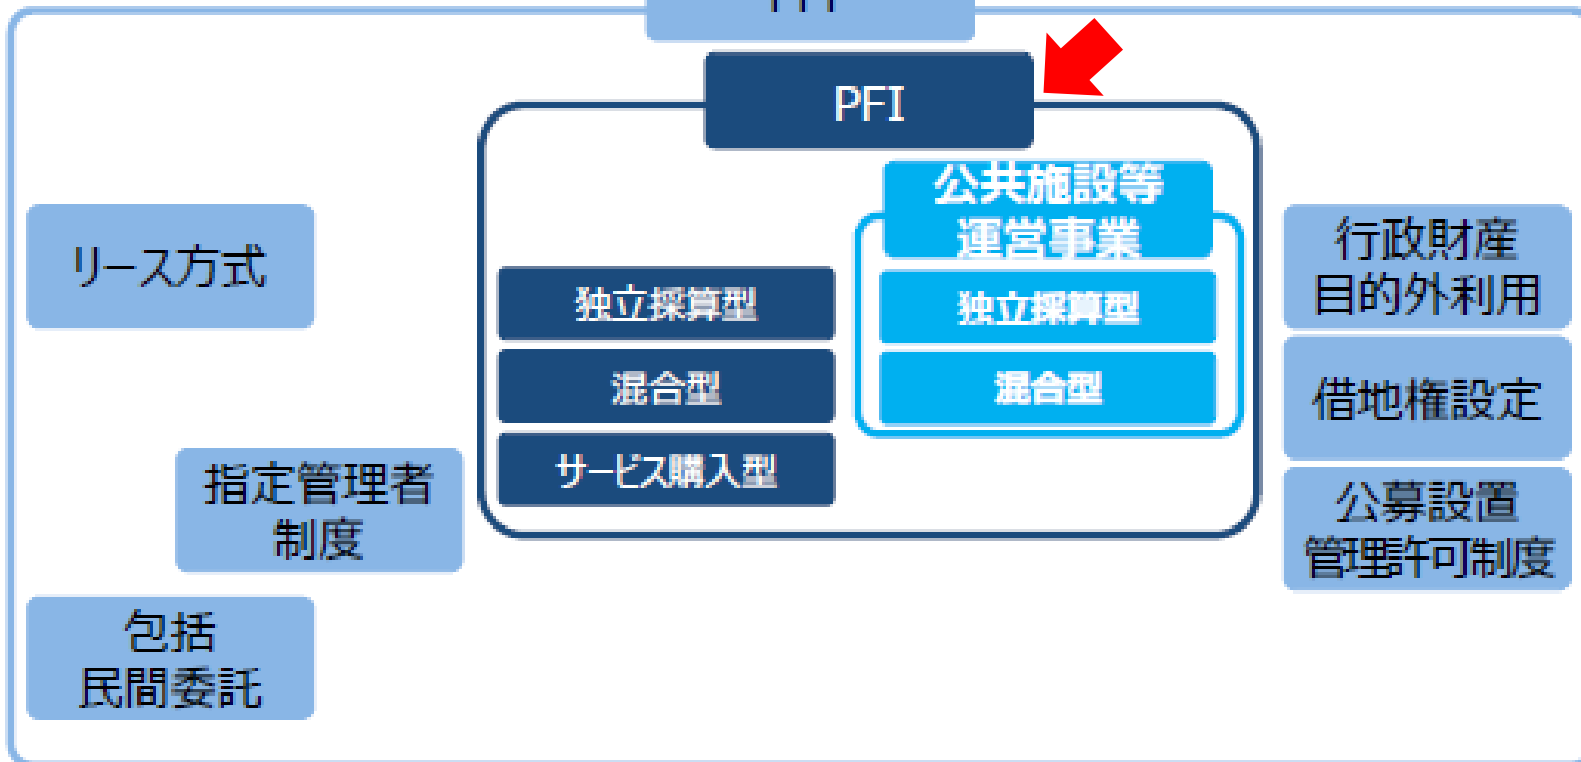 PFI
公共施設等
運営事業
リース方式
独立採算型
独立採算型
行政財産
目的外利用
混合型
混合型
借地権設定
サービス購入型
指定管理者
制度
公募設置
管理許可制度
包括
民間委託